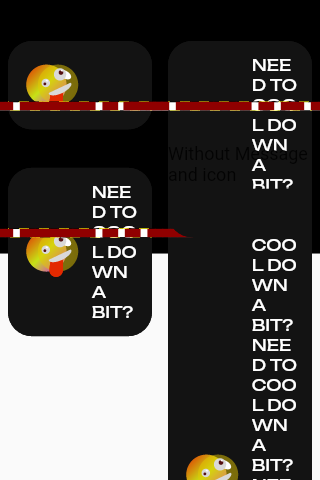 NEE
D TO
COO
L DO
WN
A
BIT?
Without Message
and icon
NEE
D TO
COO
L DO
WN
A
BIT?
COO
L DO
WN
A
BIT?
NEE
D TO
COO
L DO
WN
A
BIT?